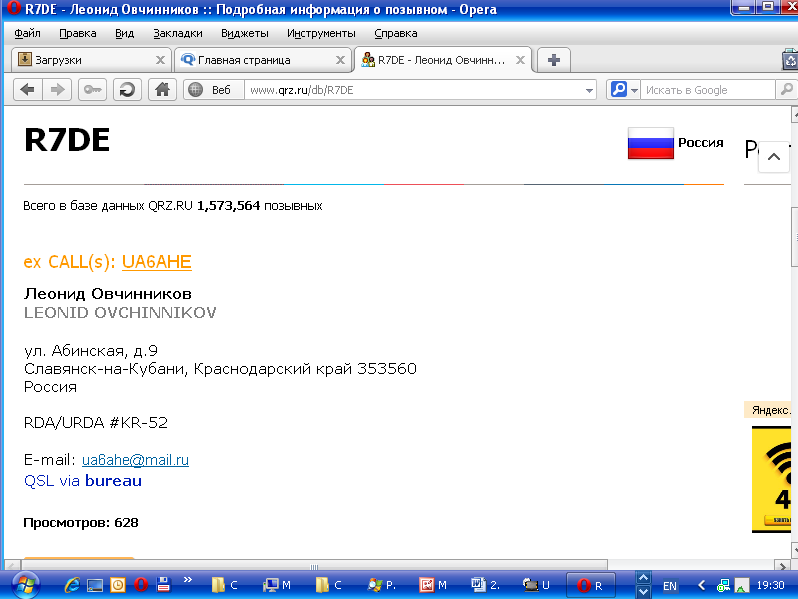 R7DE - Леонид Овчинников :: Подробная информация о позывном - Opera
Файл Правка Вид Закладки Виджеты Инструменты Справка
Загрузки Главная страница R7DE - Леонид Овчинн...
Веб www.qrz.ru/db/R7DE Искать в Google
R7DE
Россия
Всего в базе данных QRZ.RU 1,573,564 позывных
ex CALL(s): UA6AHE
Леонид Овчинников
LEONID OVCHINNIKOV
ул. Абинская, д.9
Славянск-на-Кубани, Краснодарский край 353560
Россия
RDA/URDA #KR-52
E-mail: ua6ahe@mail.ru
QSL via bureau
Просмотров: 628
Яндекс.
4
» С М С Р. М 2. U R EN 19:30